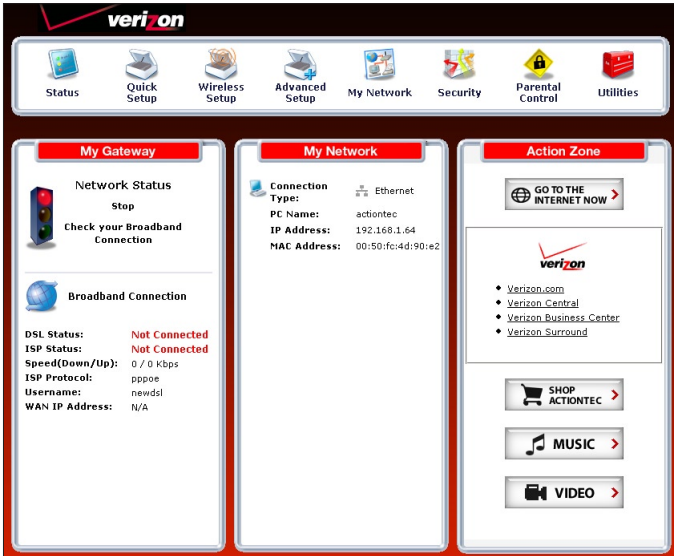 verizon
Status
Quick Setup
Wireless Setup
Advanced Setup
My Network
Security
Parental Control
Utilities
My Gateway
Network Status
Stop
Check your Broadband
Connection
Broadband Connection
DSL Status: Not Connected
ISP Status: Not Connected
Speed(Down/Up): 0 / 0 Kbps
ISP Protocol: pppoe
Username: newdsl
WAN IP Address: N/A
My Network
Connection Type: Ethernet
PC Name: actiontec
IP Address: 192.168.1.64
MAC Address: 00:50:fc:4d:90:e2
Action Zone
GO TO THE
INTERNET NOW
verizon
Verizon.com
Verizon Central
Verizon Business Center
Verizon Surround
SHOP
ACTIONTEC
MUSIC
VIDEO